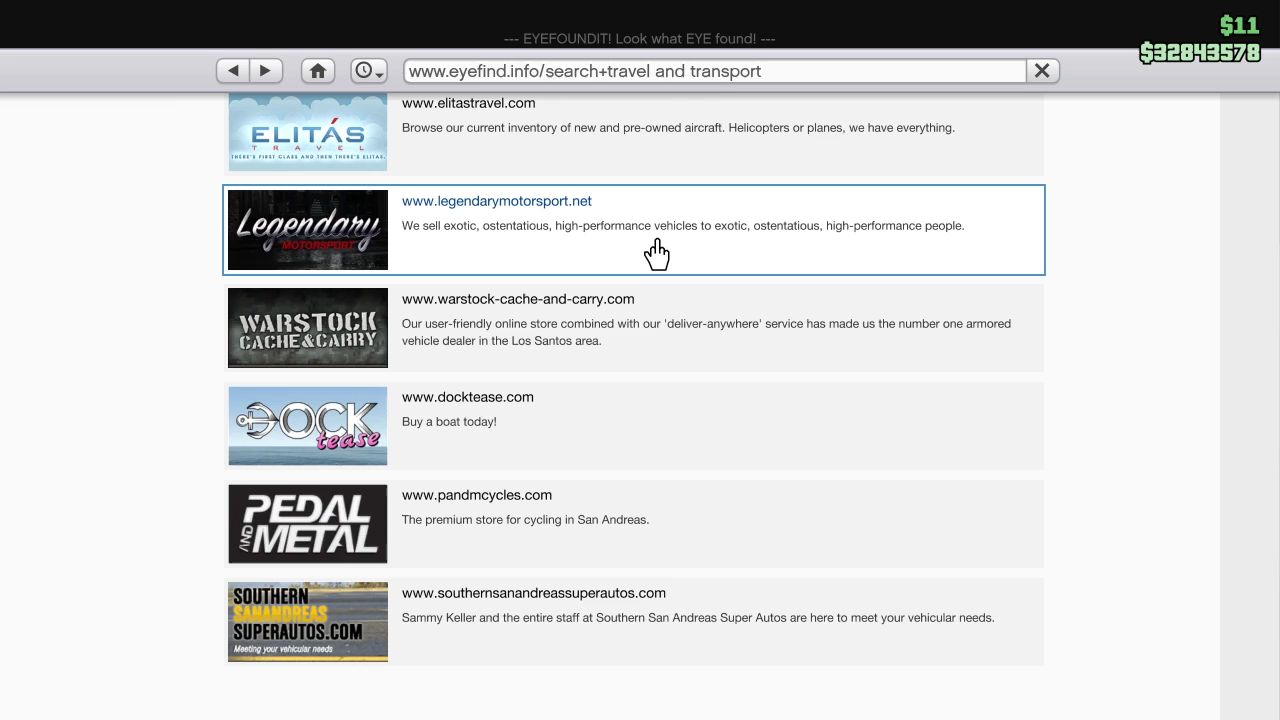 $11
--- EYEFOUNDIT! Look what EYE found! ---
$32843578
www.eyefind.info/search+travel and transport
www.elitastravel.com
ELITÁS
TRAVEL
THERE'S FIRST CLASS AND THEN THERE'S ELITAS.
Browse our current inventory of new and pre-owned aircraft. Helicopters or planes, we have everything.
www.legendarymotorsport.net
Legendary
MOTORSPORT
We sell exotic, ostentatious, high-performance vehicles to exotic, ostentatious, high-performance people.
www.warstock-cache-and-carry.com
WARSTOCK
CACHE&CARRY
Our user-friendly online store combined with our 'deliver-anywhere' service has made us the number one armored
vehicle dealer in the Los Santos area.
www.docktease.com
DOCK
tease
Buy a boat today!
www.pandmcycles.com
PEDAL
AND METAL
The premium store for cycling in San Andreas.
www.southernsanandreassuperautos.com
SOUTHERN
SANANDREAS
SUPERAUTOS.COM
Meeting your vehicular needs
Sammy Keller and the entire staff at Southern San Andreas Super Autos are here to meet your vehicular needs.